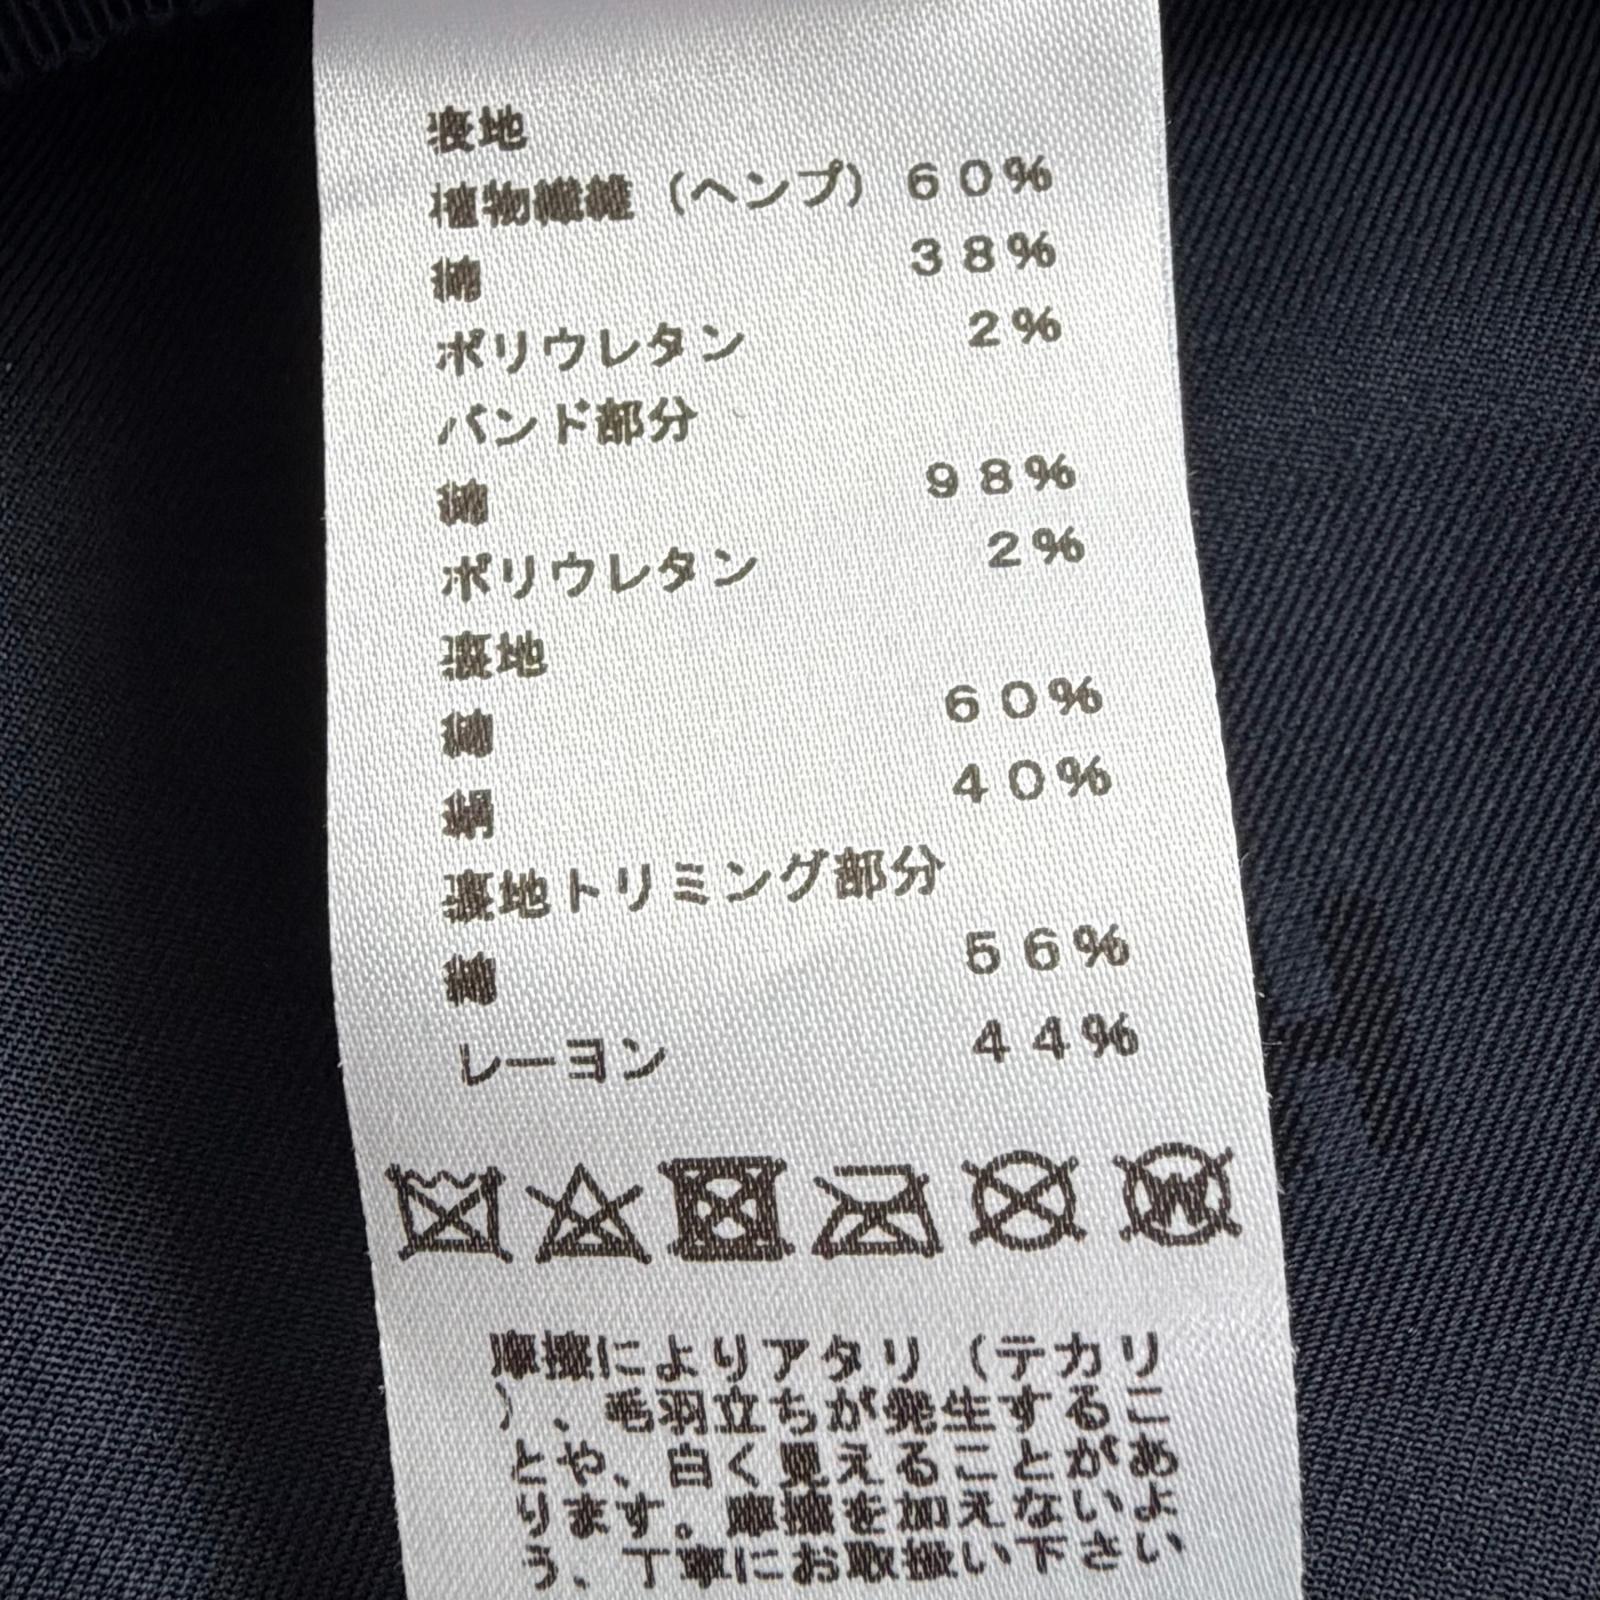 表地
植物繊維（ヘンプ） 60%
綿 38%
ポリウレタン 2%
バンド部分
綿 98%
ポリウレタン 2%
裏地
綿 60%
絹 40%
裏地トリミング部分
綿 56%
レーヨン 44%
W
摩擦によりアタリ（テカリ
）、毛羽立ちが発生するこ
とや、白く見えることがあ
ります。摩擦を加えないよ
う、丁寧にお取扱い下さい